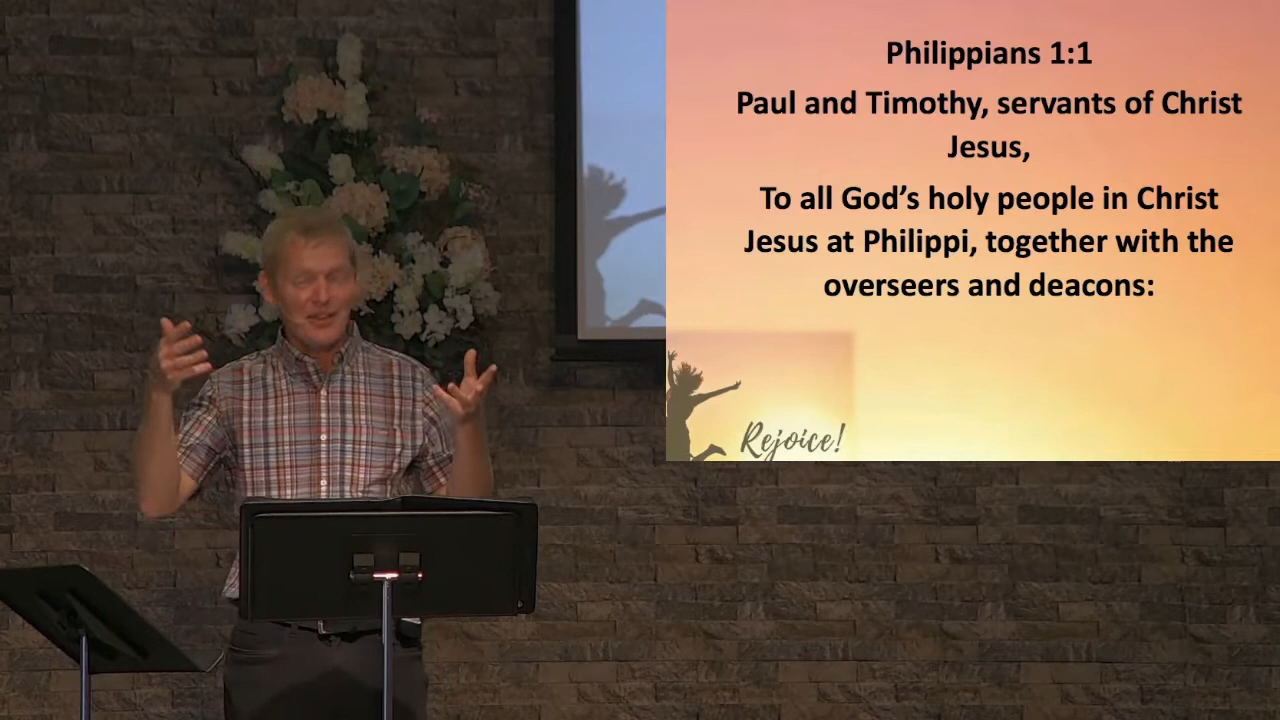 Philippians 1:1
Paul and Timothy, servants of Christ
Jesus,
To all God’s holy people in Christ
Jesus at Philippi, together with the
overseers and deacons:
Rejoice!